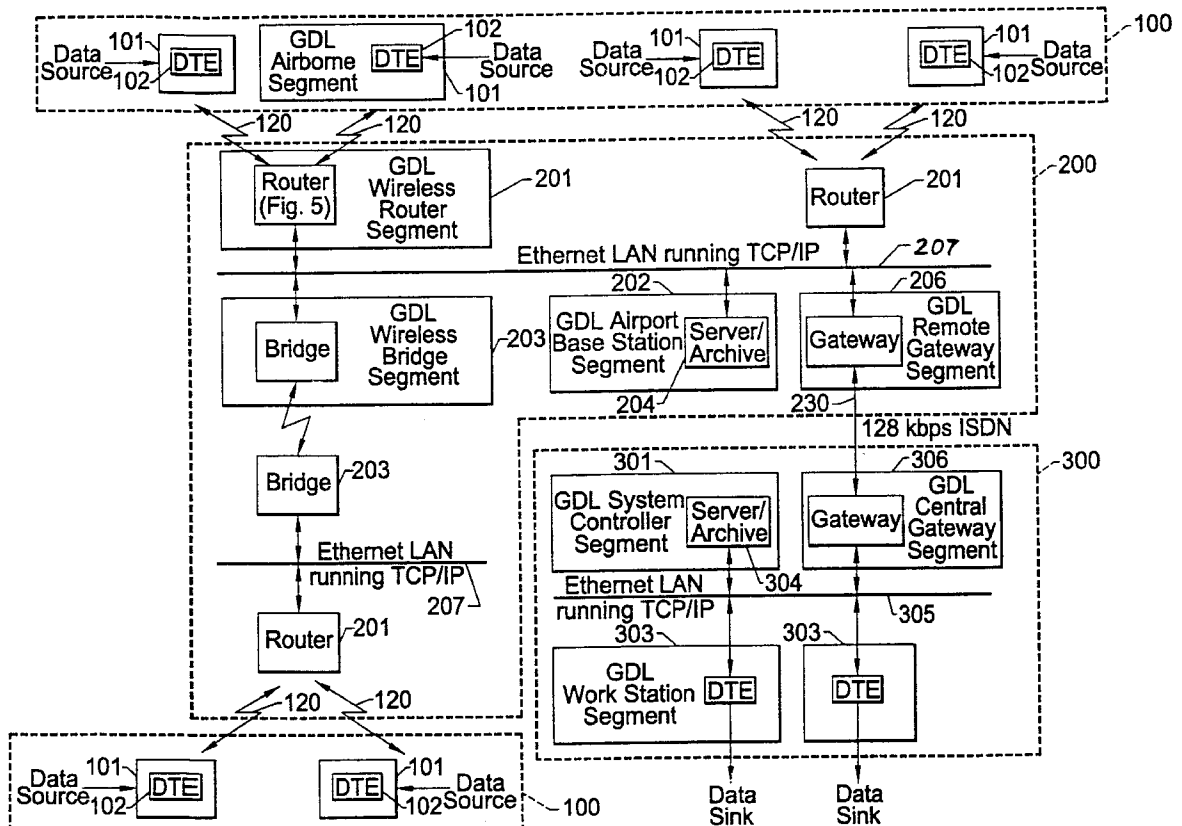 100
Data Source
101
102
DTE
GDL Airborne Segment
DTE
102
101
Data Source
Data Source
101
102
DTE
101
DTE
102
Data Source
120
120
120
120
200
Router (Fig. 5)
GDL Wireless Router Segment
201
Router
201
Ethernet LAN running TCP/IP
207
Bridge
GDL Wireless Bridge Segment
203
202
GDL Airport Base Station Segment
Server/Archive
204
206
Gateway
GDL Remote Gateway Segment
230
128 kbps ISDN
Bridge
203
Ethernet LAN running TCP/IP
207
Router
201
120
120
300
301
GDL System Controller Segment
Server/Archive
304
306
Gateway
GDL Central Gateway Segment
Ethernet LAN running TCP/IP
305
303
GDL Work Station Segment
DTE
303
DTE
Data Sink
Data Sink
Data Source
101
102
DTE
DTE
101
102
Data Source
100